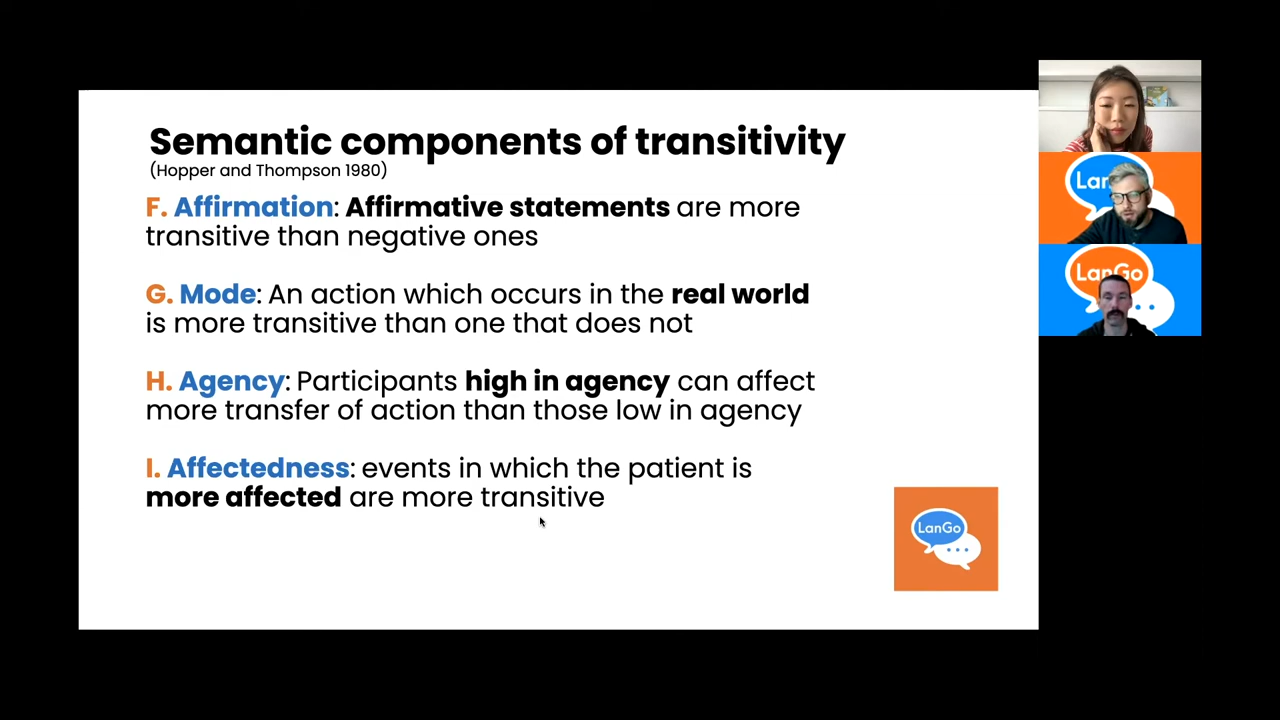 Semantic components of transitivity
(Hopper and Thompson 1980)
F. Affirmation: Affirmative statements are more
transitive than negative ones
G. Mode: An action which occurs in the real world
is more transitive than one that does not
H. Agency: Participants high in agency can affect
more transfer of action than those low in agency
I. Affectedness: events in which the patient is
more affected are more transitive
LanGo
Lan
LanGo